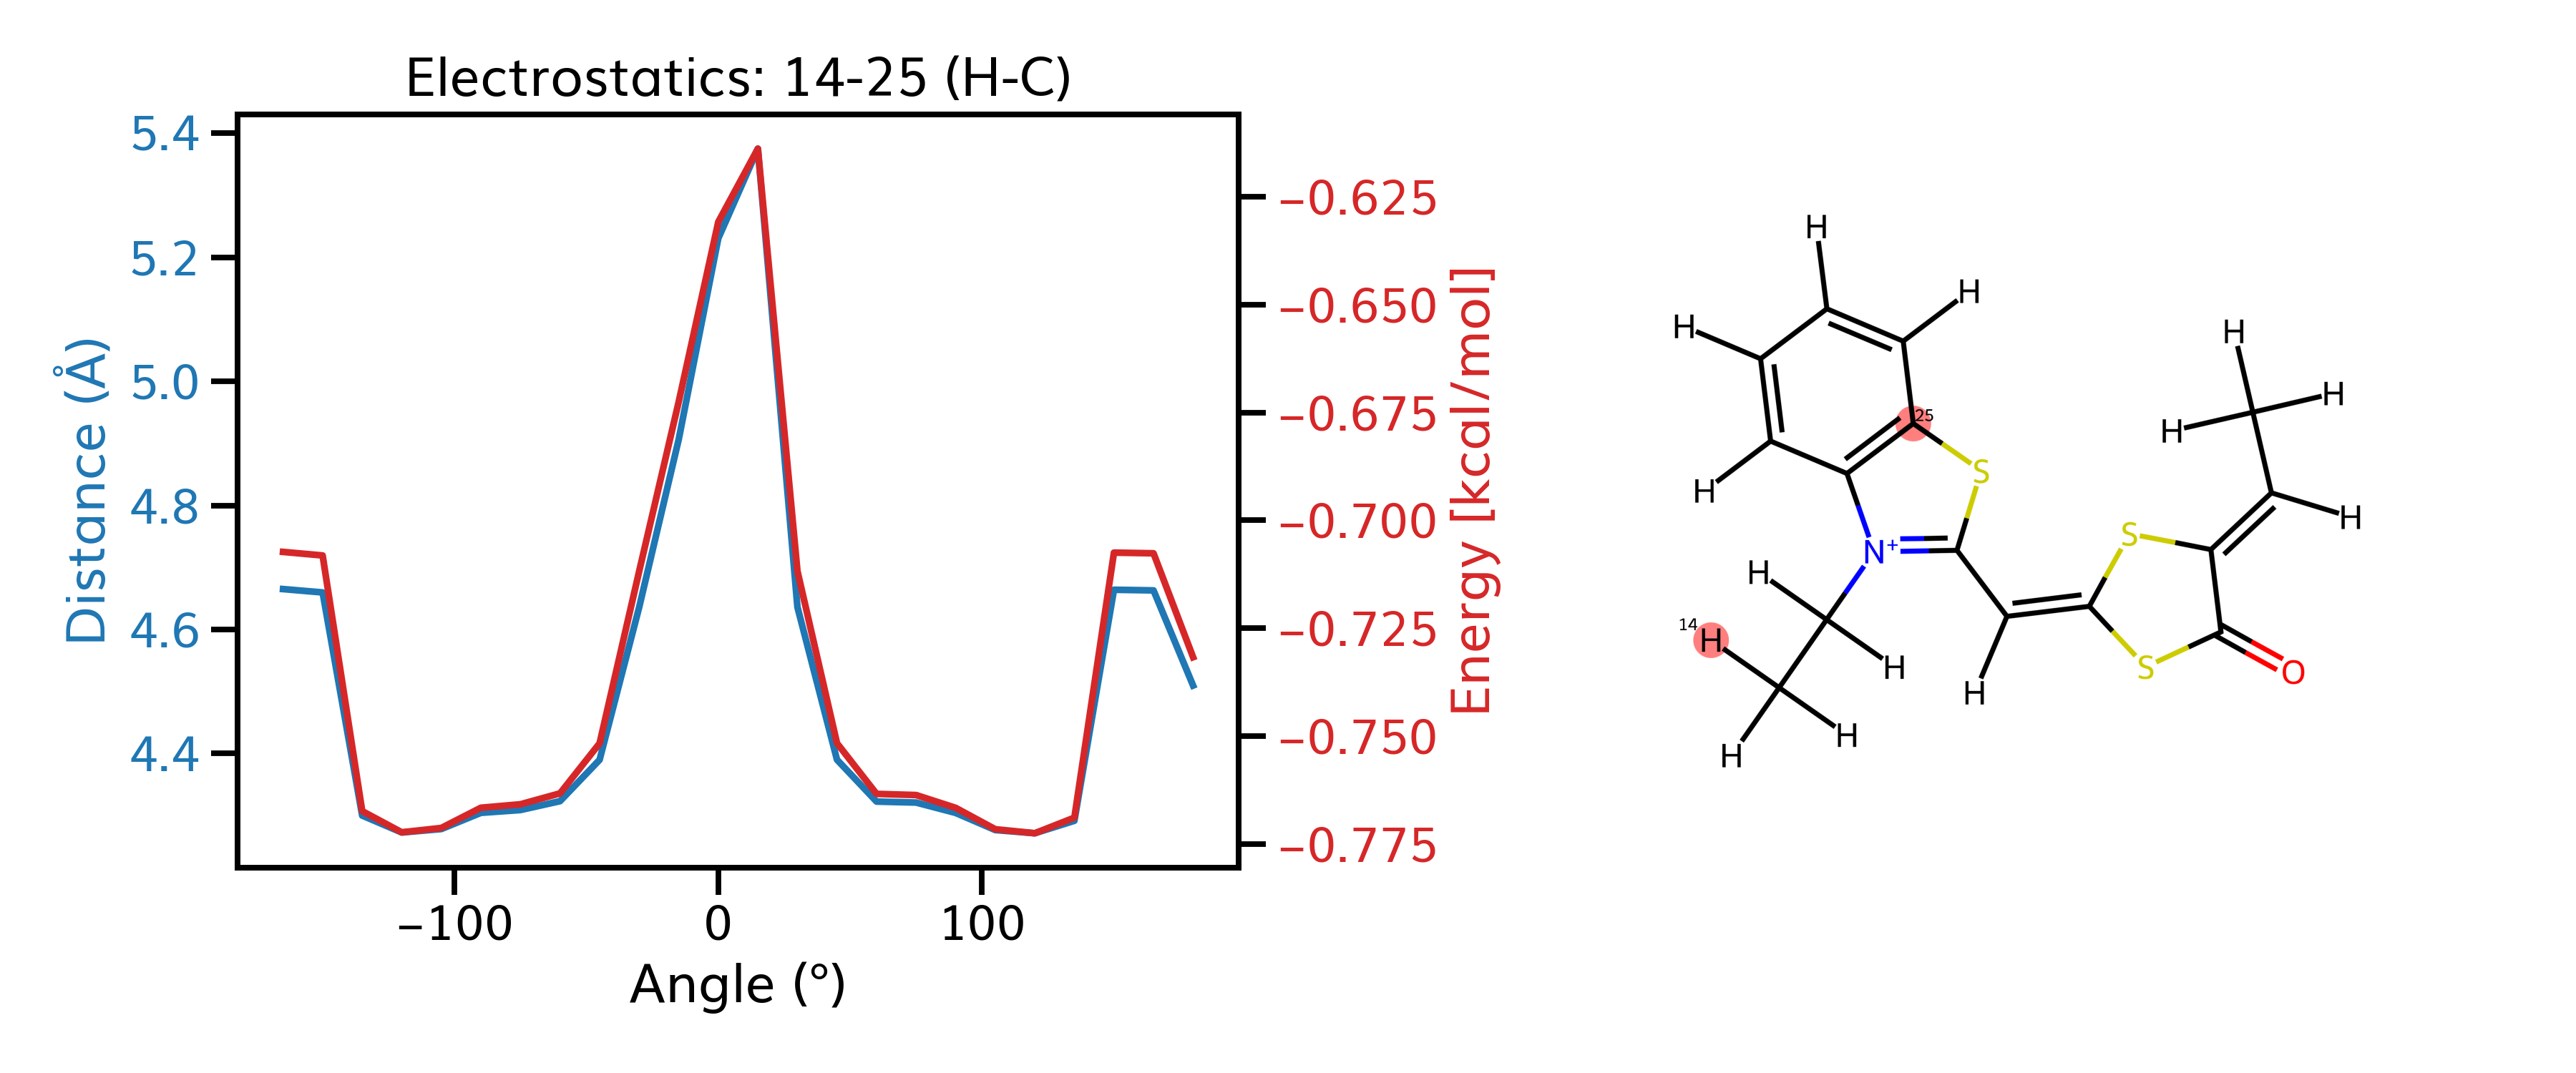 Electrostatics: 14-25 (H-C)
5.4
5.2
5.0
4.8
4.6
4.4
Distance (Å)
−100
0
100
Angle (°)
−0.625
−0.650
−0.675
−0.700
−0.725
−0.750
−0.775
Energy [kcal/mol]
H
H
H
H
H
H
25
H
S
H
H
S
N+
H
14
H
H
H
S
O
H
H